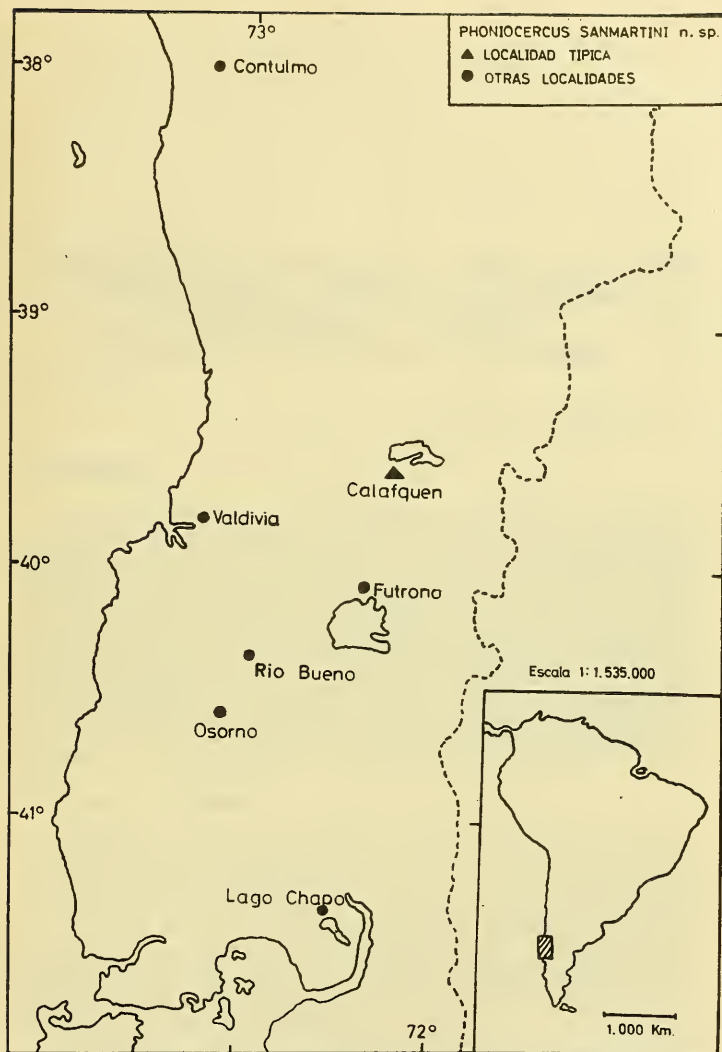 73°
PHONIOCERCUS SANMARTINI n. sp.
▲ LOCALIDAD TIPICA
● OTRAS LOCALIDADES
38°
Contulmo
39°
Calafquen
Valdivia
40°
Futrono
Rio Bueno
Escala 1:1.535.000
Osorno
41°
Lago Chapo
72°
1.000 Km.